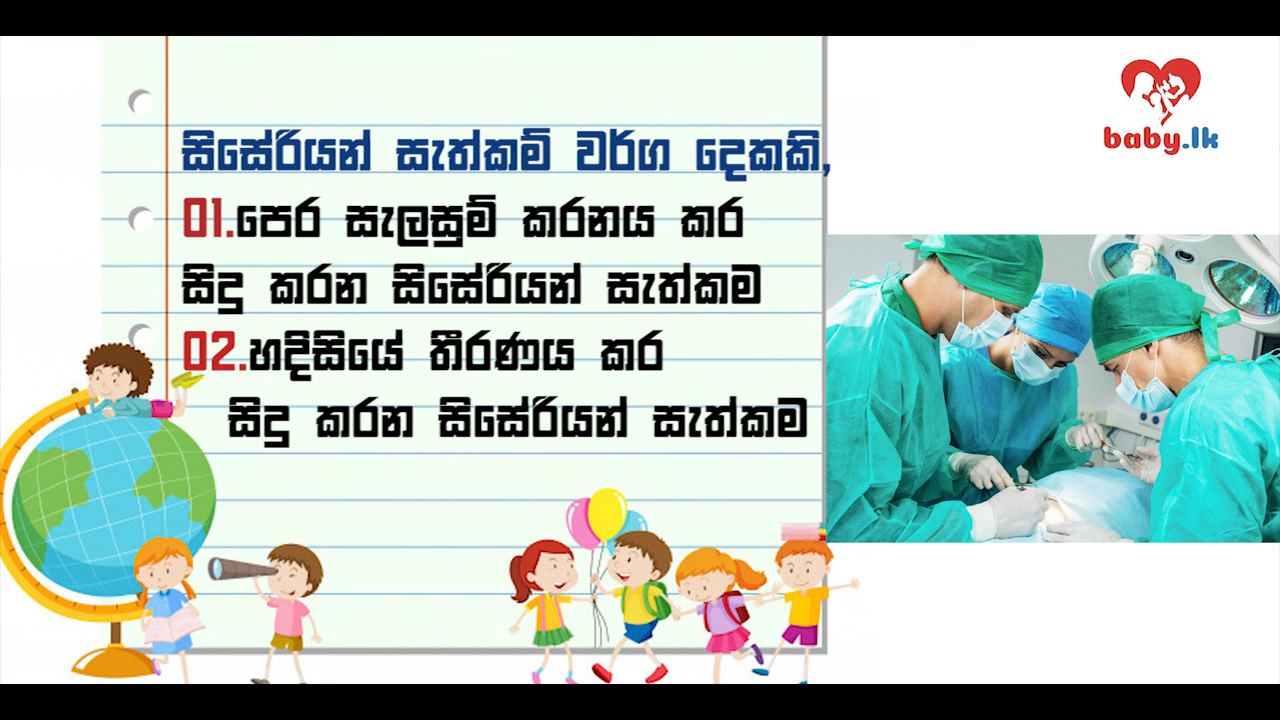 සිසේරියන් සැත්කම් වර්ග දෙකකි,
01.පෙර සැලසුම් කරනය කර
සිදු කරන සිසේරියන් සැත්කම
02.හදිසියේ තීරණය කර
සිදු කරන සිසේරියන් සැත්කම
baby.lk